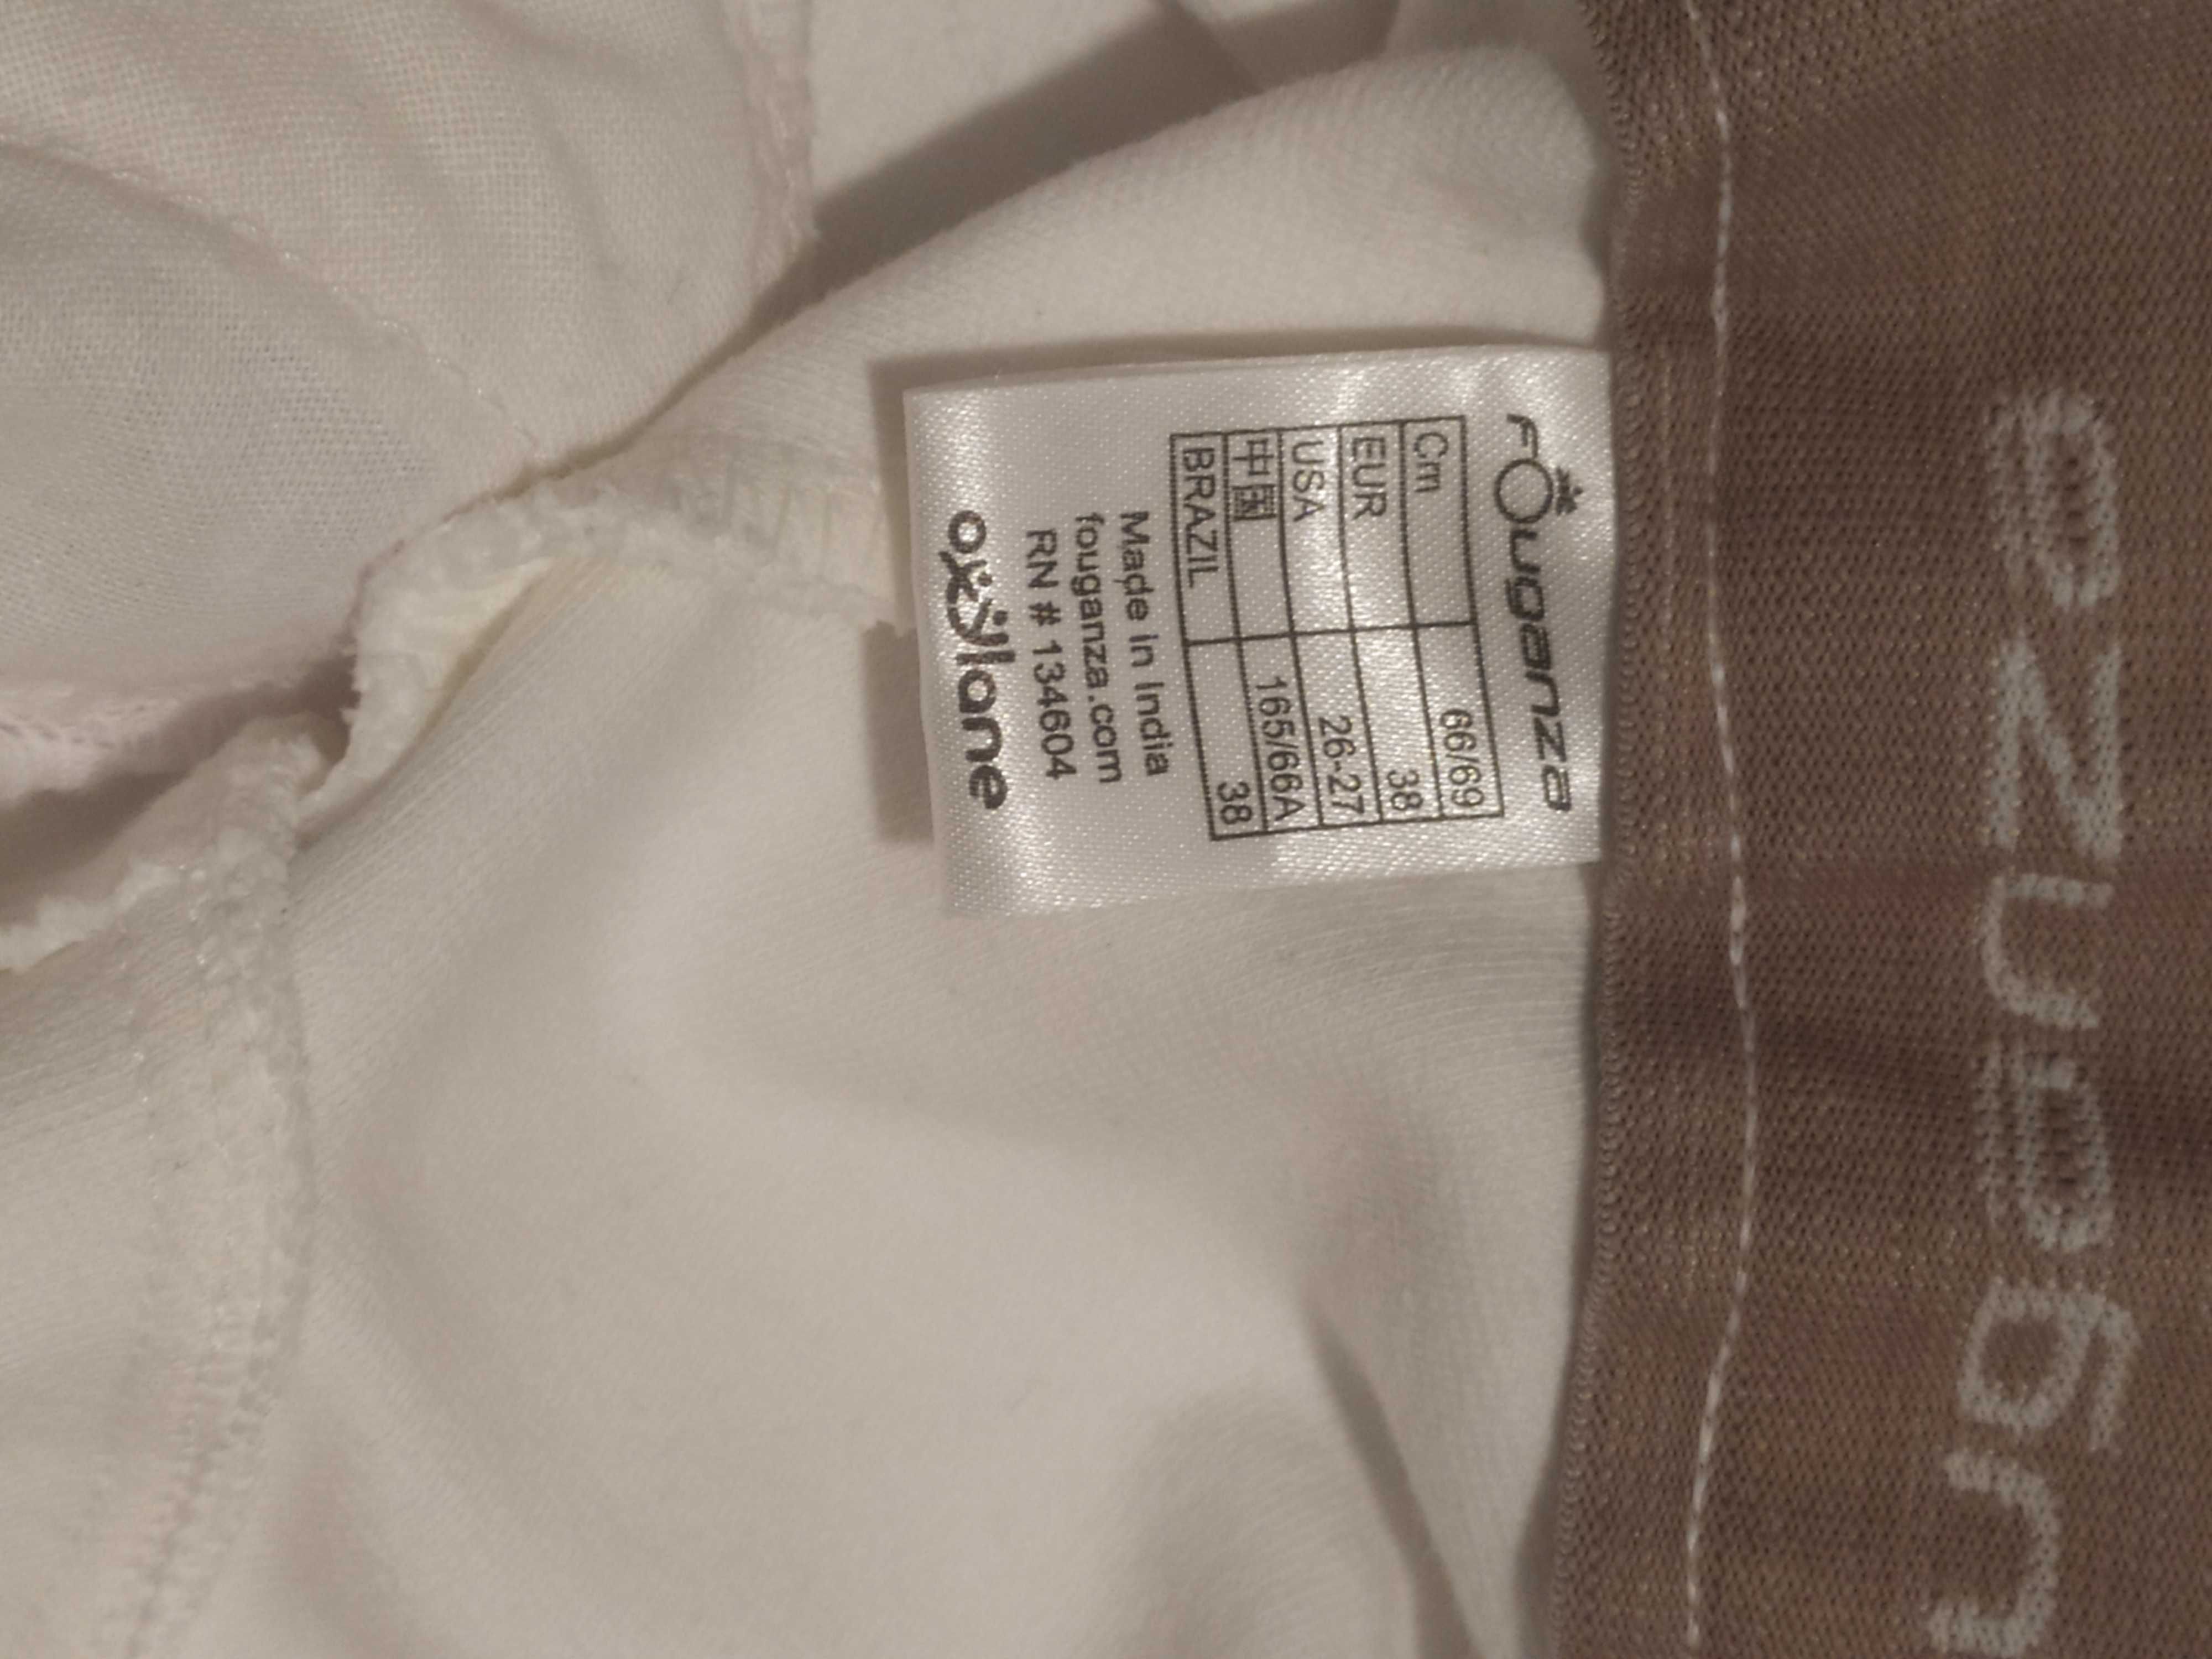 Fouganza
Cm 66/69
EUR 38
USA 26-27
中国 165/66A
BRAZIL 38
Made in India
fouganza.com
RN # 134604
oxylane
uganza